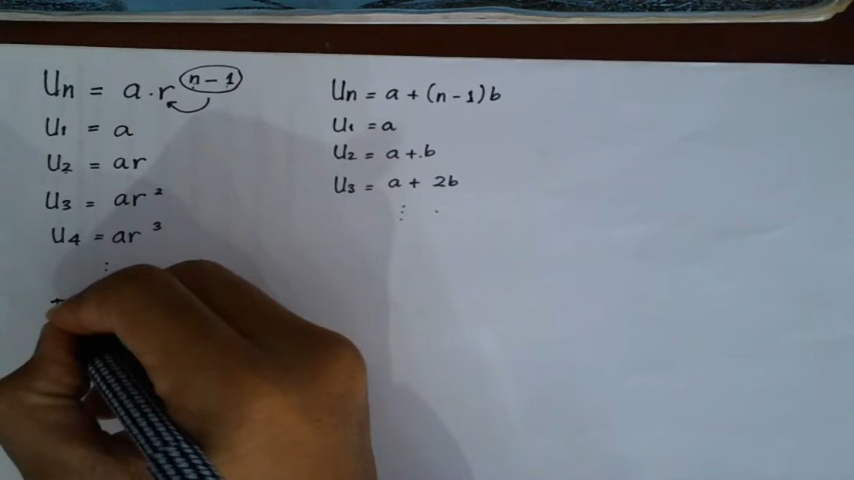 Un = a.r^(n-1)
U1 = a
U2 = ar
U3 = ar²
U4 = ar³
⋮
Un = a + (n-1)b
U1 = a
U2 = a+.b
U3 = a + 2b
⋮ .